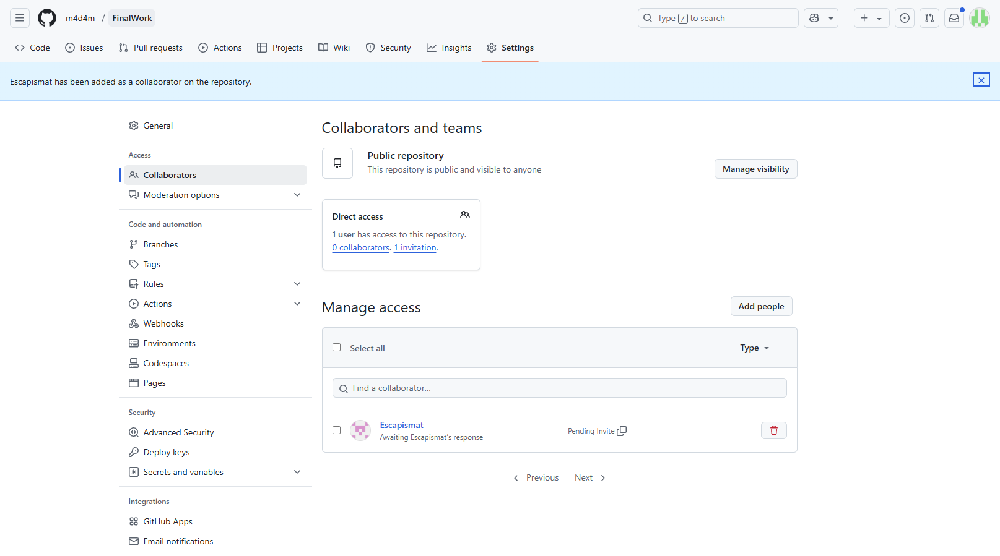 m4d4m / FinalWork
Type / to search
Code
Issues
Pull requests
Actions
Projects
Wiki
Security
Insights
Settings
Escapismat has been added as a collaborator on the repository.
General
Access
Collaborators
Moderation options
Code and automation
Branches
Tags
Rules
Actions
Webhooks
Environments
Codespaces
Pages
Security
Advanced Security
Deploy keys
Secrets and variables
Integrations
GitHub Apps
Email notifications
Collaborators and teams
Public repository
This repository is public and visible to anyone
Manage visibility
Direct access
1 user has access to this repository.
0 collaborators. 1 invitation.
Manage access
Add people
Select all
Type
Find a collaborator...
Escapismat
Awaiting Escapismat's response
Pending Invite
Previous
Next